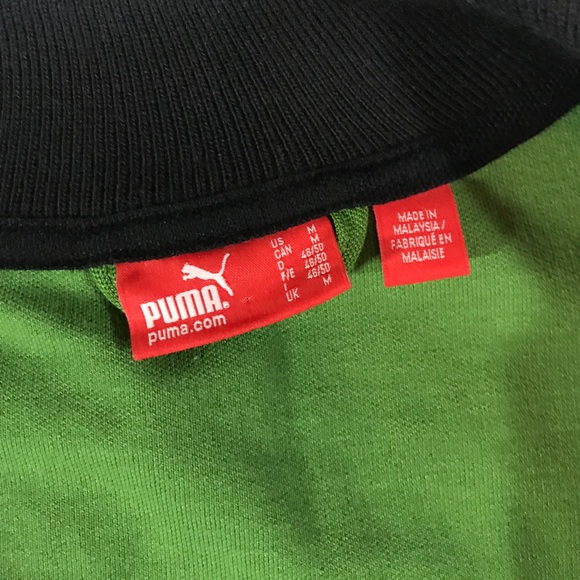 PUMA®
puma.com
US M
CAN M
D 48/50
F/E 48/50
I 48/50
UK M
MADE IN
MALAYSIA /
FABRIQUÉ EN
MALAISIE